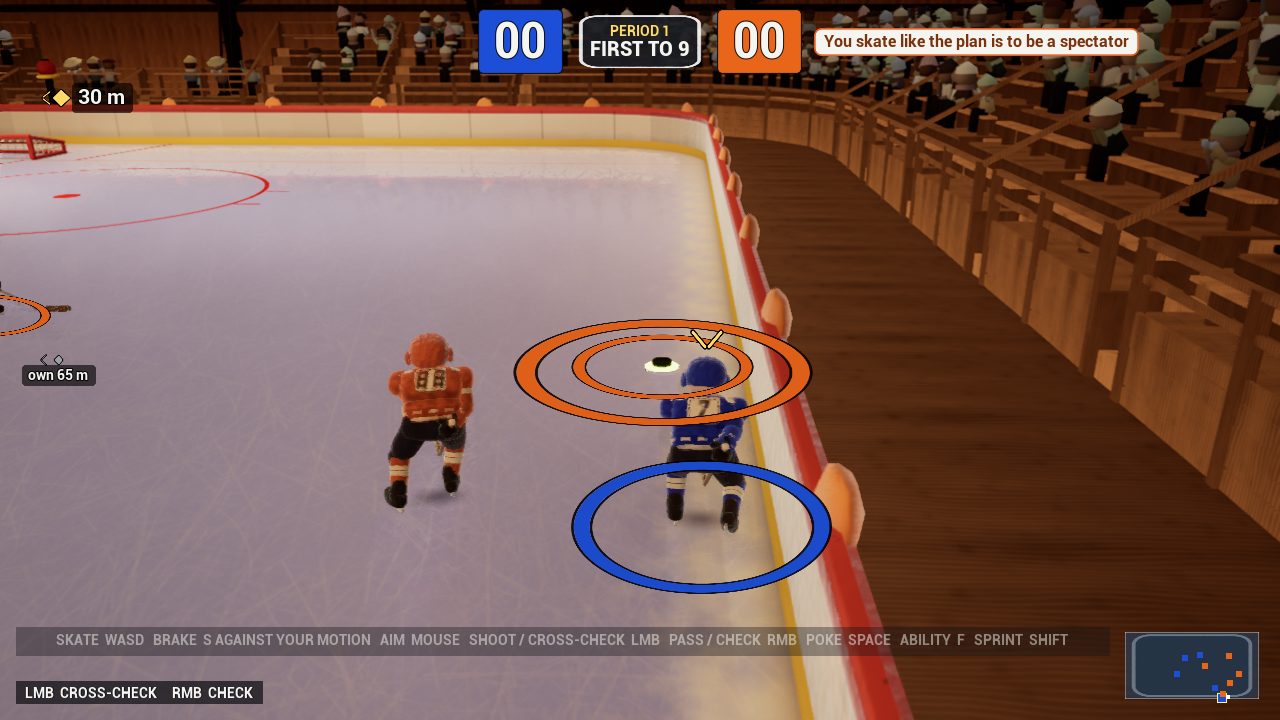 00
PERIOD 1
FIRST TO 9
00
You skate like the plan is to be a spectator
30 m
own 65 m
88
7
SKATE WASD BRAKE S AGAINST YOUR MOTION AIM MOUSE SHOOT / CROSS-CHECK LMB PASS / CHECK RMB POKE SPACE ABILITY F SPRINT SHIFT
LMB CROSS-CHECK RMB CHECK